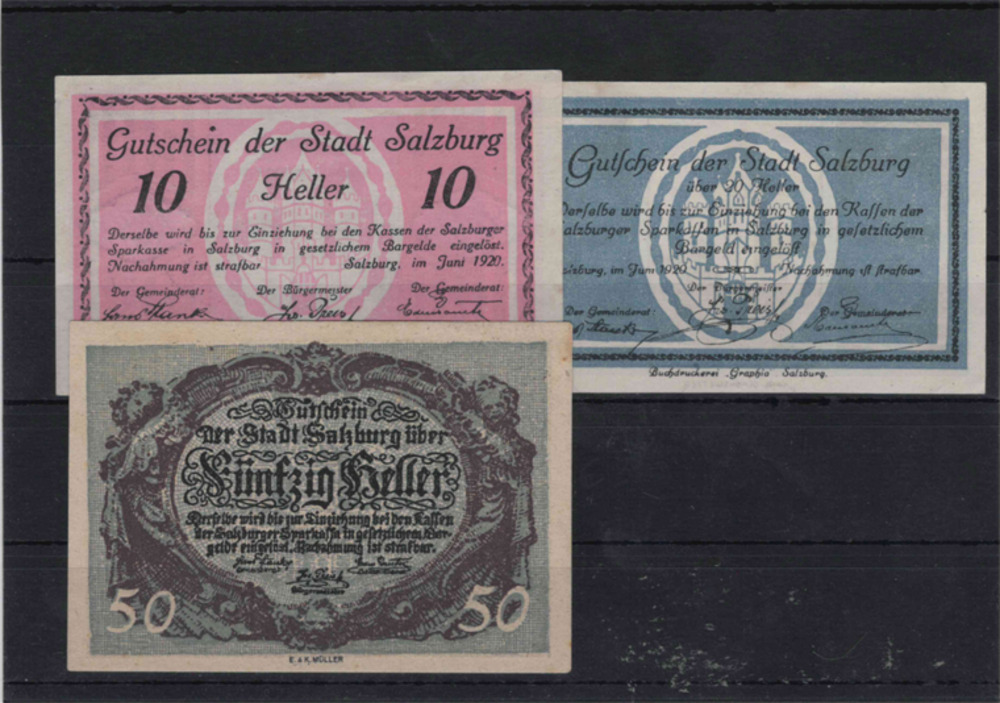 Gutschein der Stadt Salzburg
10 Heller 10
Derselbe wird bis zur Einziehung bei den Kassen der Salzburger
Sparkasse in Salzburg in gesetzlichem Bargelde eingelöst.
Nachahmung ist strafbar Salzburg, im Juni 1920.
Der Gemeinderat: Der Bürgermeister Der Gemeinderat:
Gutschein der Stadt Salzburg
über 20 Heller
Derselbe wird bis zur Einziehung bei den Kassen der
alzburger Sparkassen in Salzburg in gesetzlichem
Bargeld eingelöst
alzburg, im Juni 1920 Nachahmung ist strafbar
Der Bürgermeister
Der Gemeinderat: Der Gemeinderat
Buchdruckerei „Graphia Salzburg.
Gutschein
der Stadt Salzburg über
Fünfzig Heller
Derselbe wird bis zur Einziehung bei den Kassen
der Salzburger Sparkassa in gesetzlichem Bar-
gelde eingelöst. Nachahmung ist strafbar.
Bürgermeister
50 50
E. & K. MÜLLER